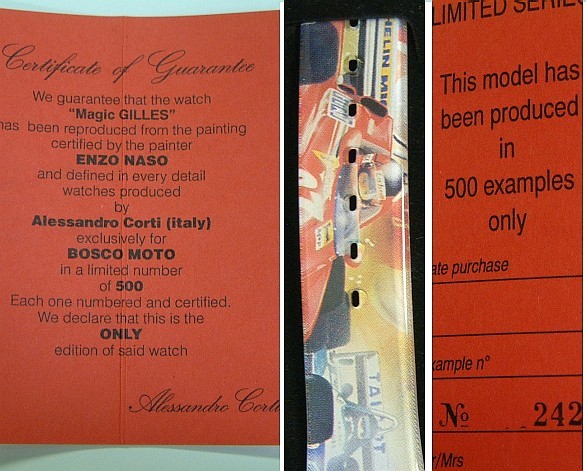 Certificate of Guarantee
We guarantee that the watch
"Magic GILLES"
has been reproduced from the painting
certified by the painter
ENZO NASO
and defined in every detail
watches produced
by
Alessandro Corti (italy)
exclusively for
BOSCO MOTO
in a limited number
of 500
Each one numbered and certified.
We declare that this is the
ONLY
edition of said watch
Alessandro Corti
HELIN MIC
TALBOT
LIMITED SERIES
This model has
been produced
in
500 examples
only
ate purchase
xample n°
No 242
r/Mrs